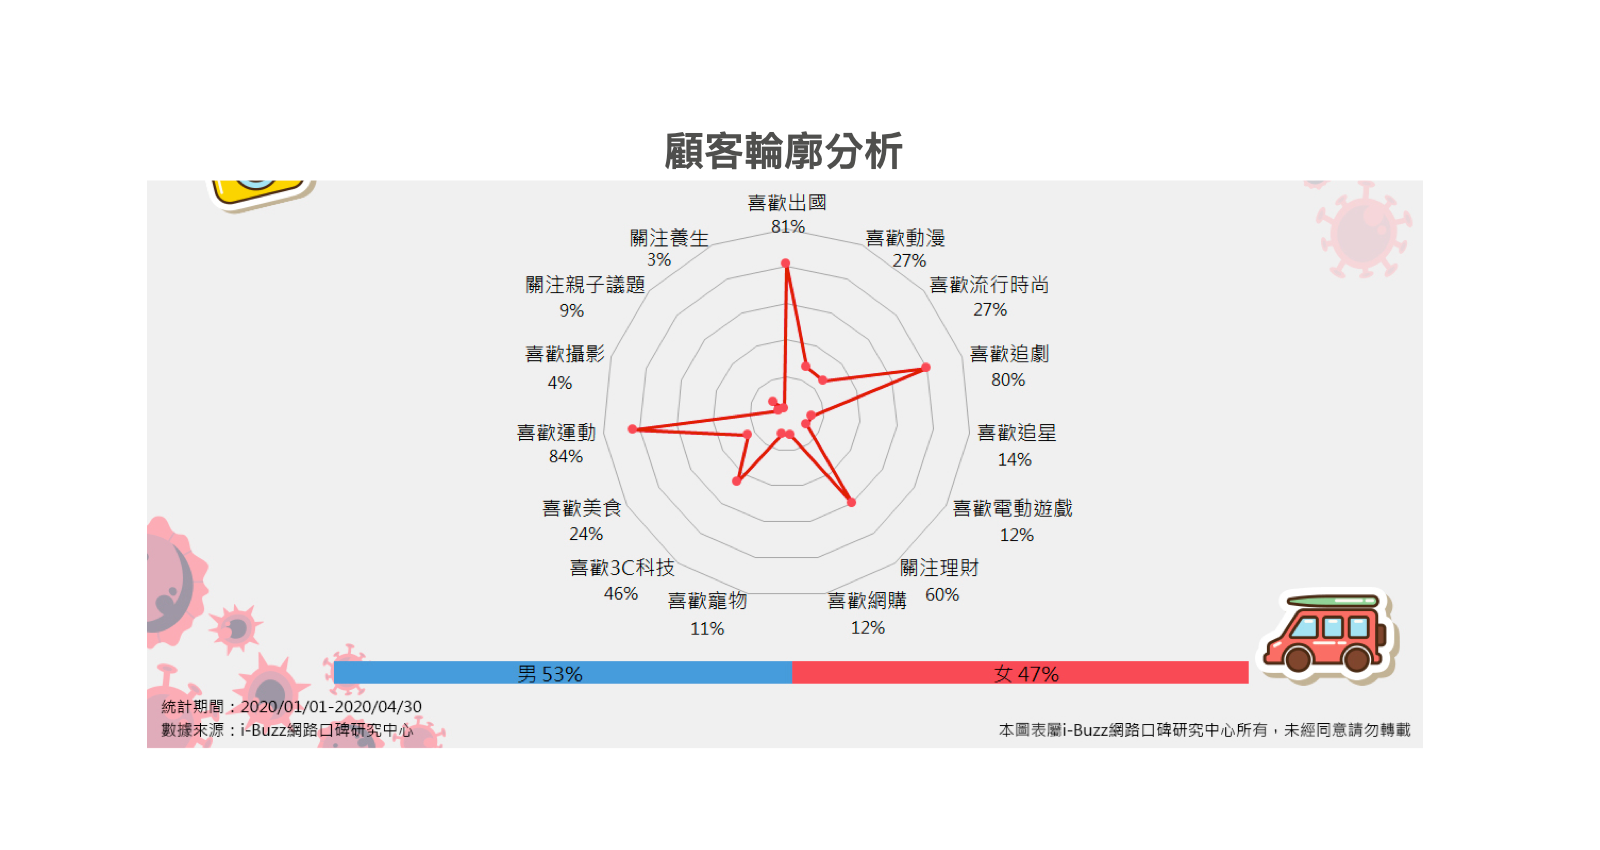 顧客輪廓分析
喜歡出國
81%
喜歡動漫
27%
喜歡流行時尚
27%
喜歡追劇
80%
喜歡追星
14%
喜歡電動遊戲
12%
關注理財
60%
喜歡網購
12%
喜歡寵物
11%
喜歡3C科技
46%
喜歡美食
24%
喜歡運動
84%
喜歡攝影
4%
關注親子議題
9%
關注養生
3%
男 53%
女 47%
統計期間：2020/01/01-2020/04/30
數據來源：i-Buzz網路口碑研究中心
本圖表屬i-Buzz網路口碑研究中心所有，未經同意請勿轉載